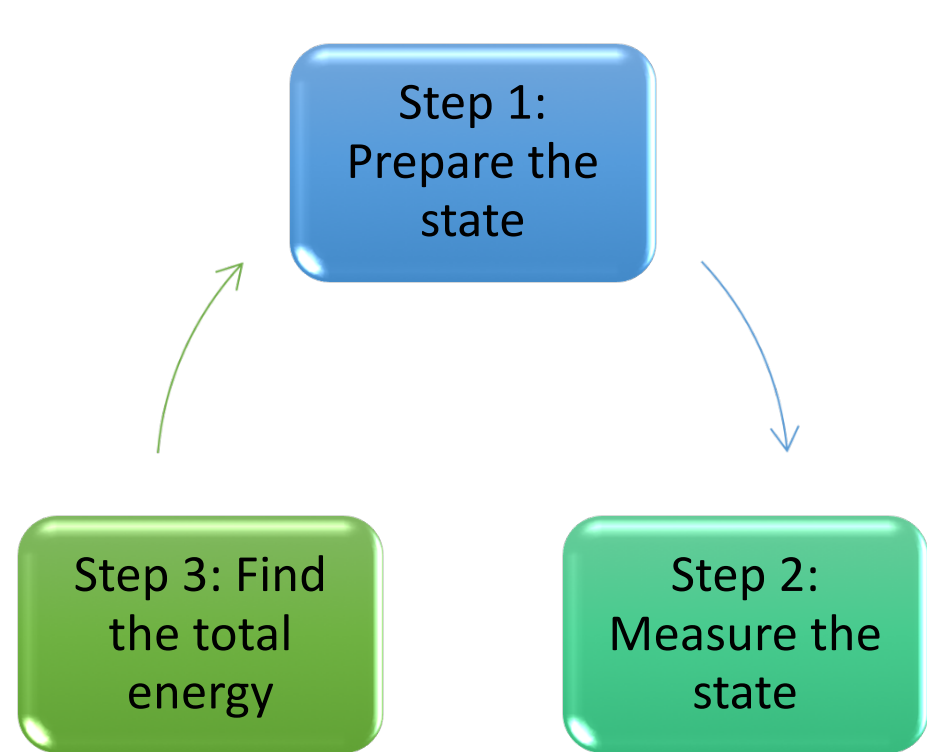 Step 1:
Prepare the
state
Step 2:
Measure the
state
Step 3: Find
the total
energy